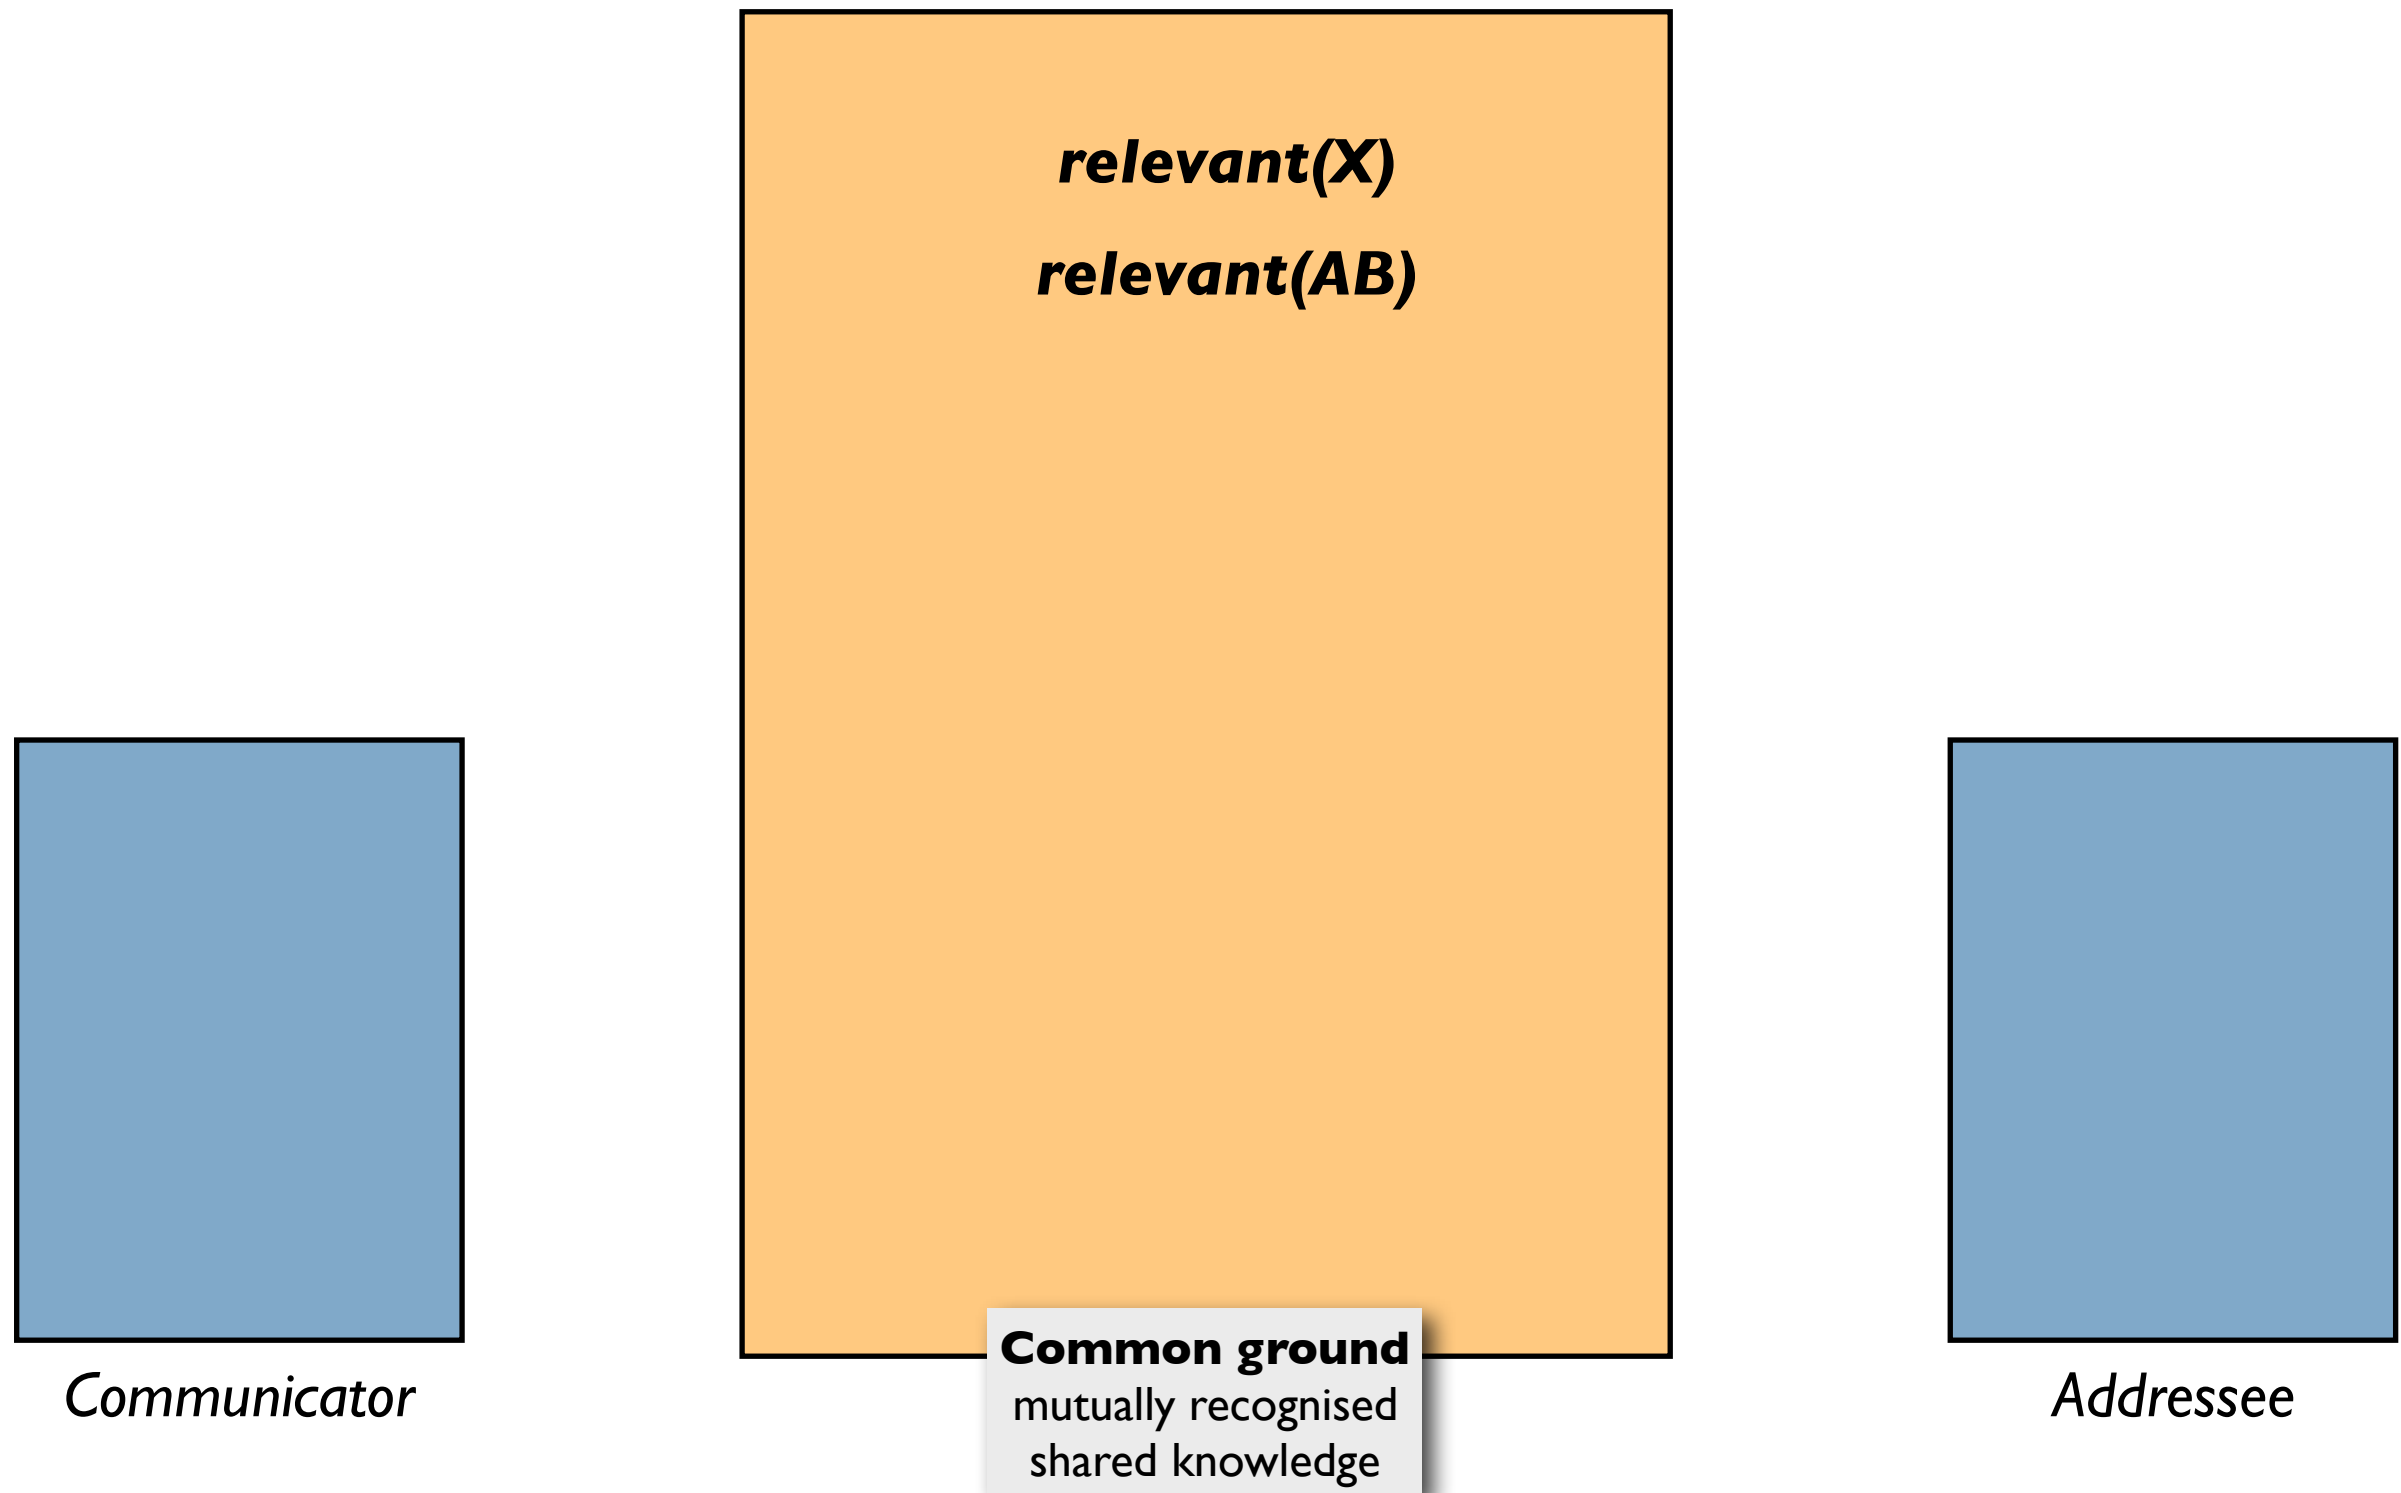 relevant(X)
relevant(AB)
Common ground
mutually recognised
shared knowledge
Communicator
Addressee